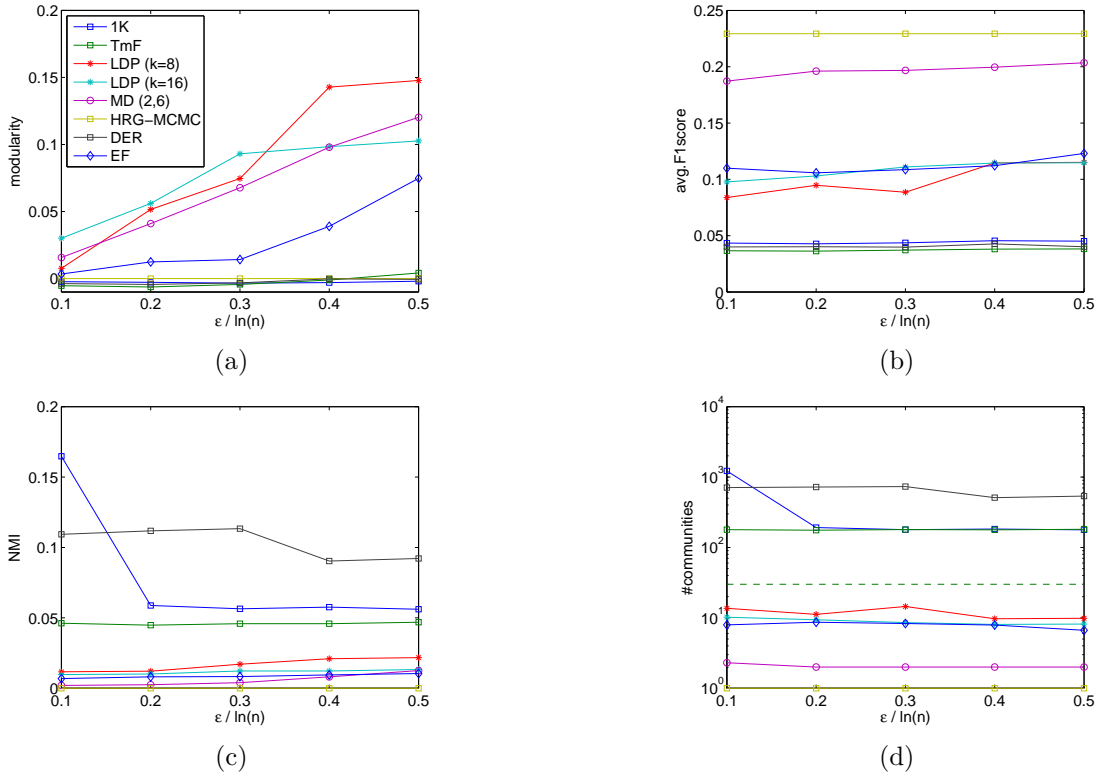 0.2
0.15
0.1
0.05
0
modularity
1K
TmF
LDP (k=8)
LDP (k=16)
MD (2,6)
HRG−MCMC
DER
EF
0.1 0.2 0.3 0.4 0.5
ε / ln(n)
(a)
0.25
0.2
0.15
0.1
0.05
0
avg.F1score
0.1 0.2 0.3 0.4 0.5
ε / ln(n)
(b)
0.2
0.15
0.1
0.05
0
NMI
0.1 0.2 0.3 0.4 0.5
ε / ln(n)
(c)
10^4
10^3
10^2
10^1
10^0
#communities
0.1 0.2 0.3 0.4 0.5
ε / ln(n)
(d)